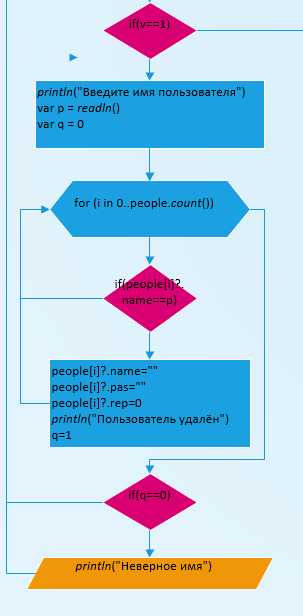 if(v==1)
println("Введите имя пользователя")
var p = readln()
var q = 0
for (i in 0..people.count())
if(people[i]?.
name==p)
people[i]?.name=""
people[i]?.pas=""
people[i]?.rep=0
println("Пользователь удалён")
q=1
if(q==0)
println("Неверное имя")